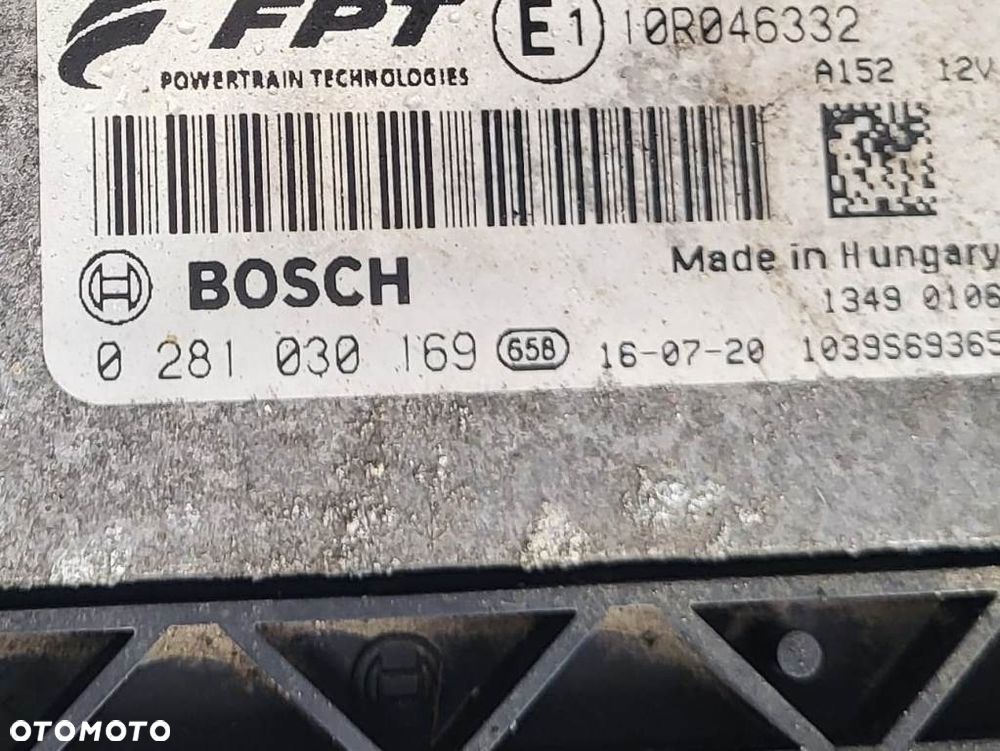 FPT
POWERTRAIN TECHNOLOGIES
E1 10R046332
A152 12V
BOSCH
Made in Hungary
1349 0106
0 281 030 169 658 16-07-20 1039S69365
OTOMOTO